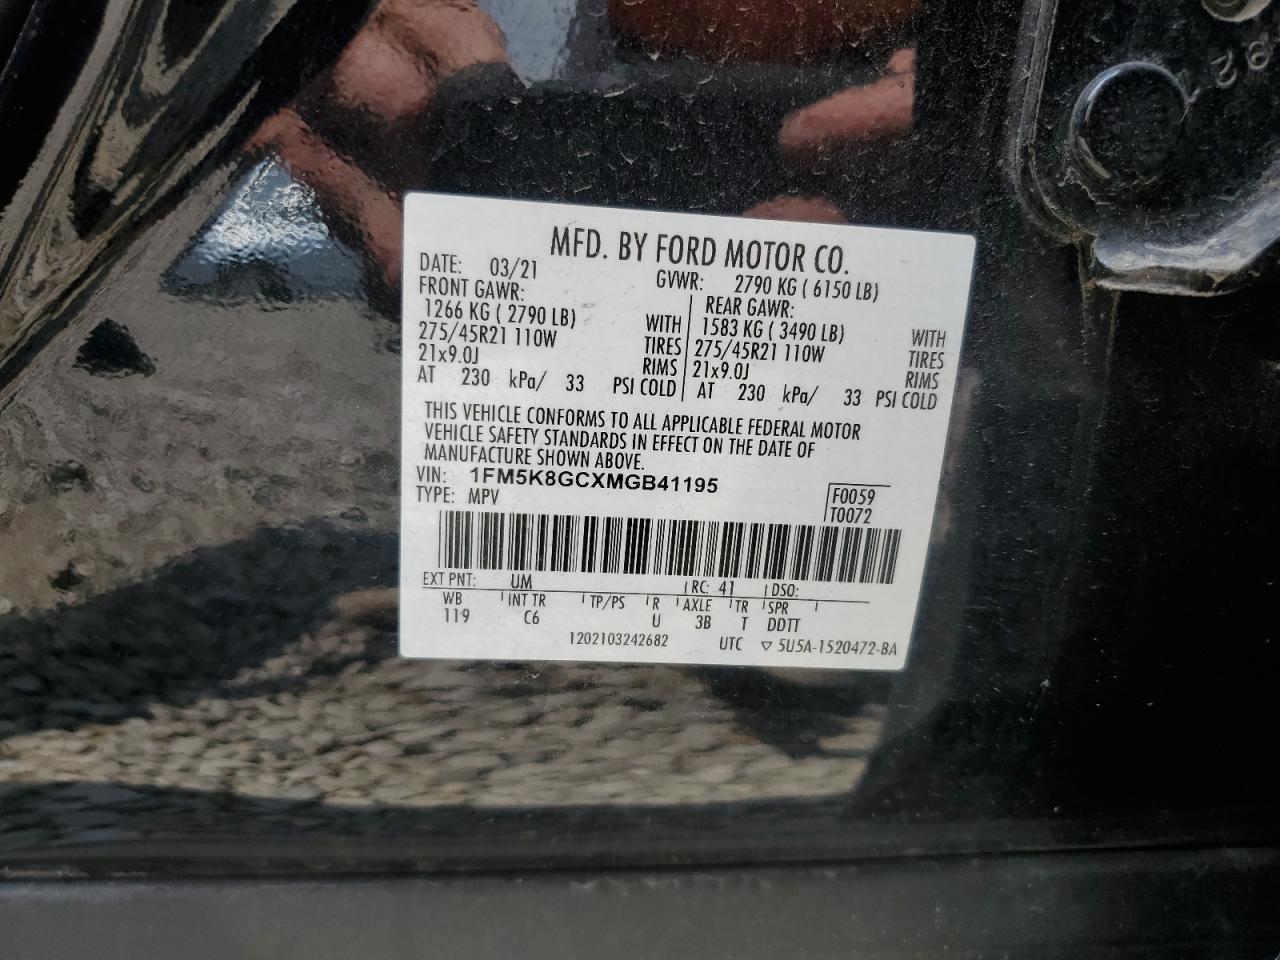 MFD. BY FORD MOTOR CO.
DATE: 03/21 GVWR: 2790 KG ( 6150 LB)
FRONT GAWR: REAR GAWR:
1266 KG ( 2790 LB) WITH 1583 KG ( 3490 LB) WITH
275/45R21 110W TIRES 275/45R21 110W TIRES
21x9.0J RIMS 21x9.0J RIMS
AT 230 kPa/ 33 PSI COLD AT 230 kPa/ 33 PSI COLD
THIS VEHICLE CONFORMS TO ALL APPLICABLE FEDERAL MOTOR
VEHICLE SAFETY STANDARDS IN EFFECT ON THE DATE OF
MANUFACTURE SHOWN ABOVE.
VIN: 1FM5K8GCXMGB41195
TYPE: MPV F0059
T0072
EXT PNT: UM RC: 41 DSO:
WB INT TR TP/PS R AXLE TR SPR
119 C6 U 3B T DDTT
1202103242682 UTC ▽ 5U5A-1520472-BA
92